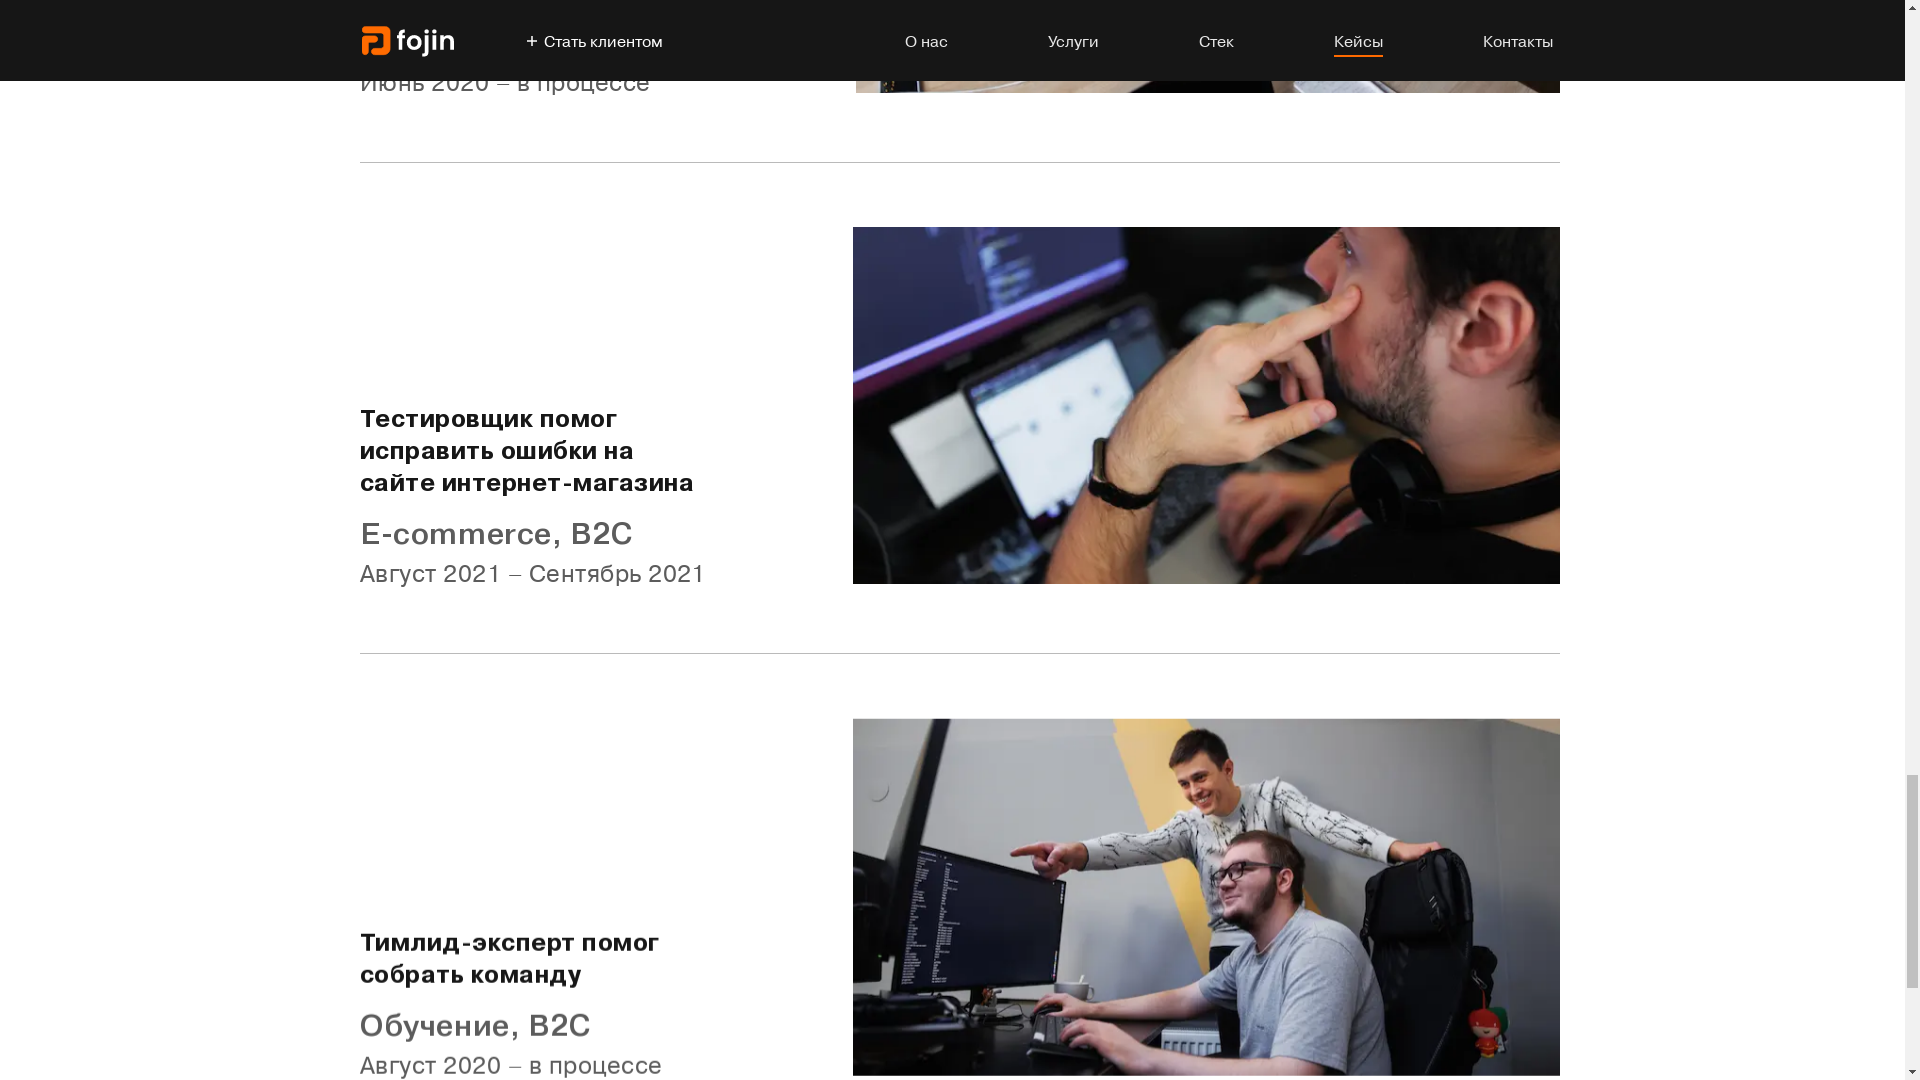 fojin
+ Стать клиентом
О нас
Услуги
Стек
Кейсы
Контакты
Июнь 2020 – в процессе
Тестировщик помог
исправить ошибки на
сайте интернет-магазина
E-commerce, B2C
Август 2021 – Сентябрь 2021
Тимлид-эксперт помог
собрать команду
Обучение, B2C
Август 2020 – в процессе